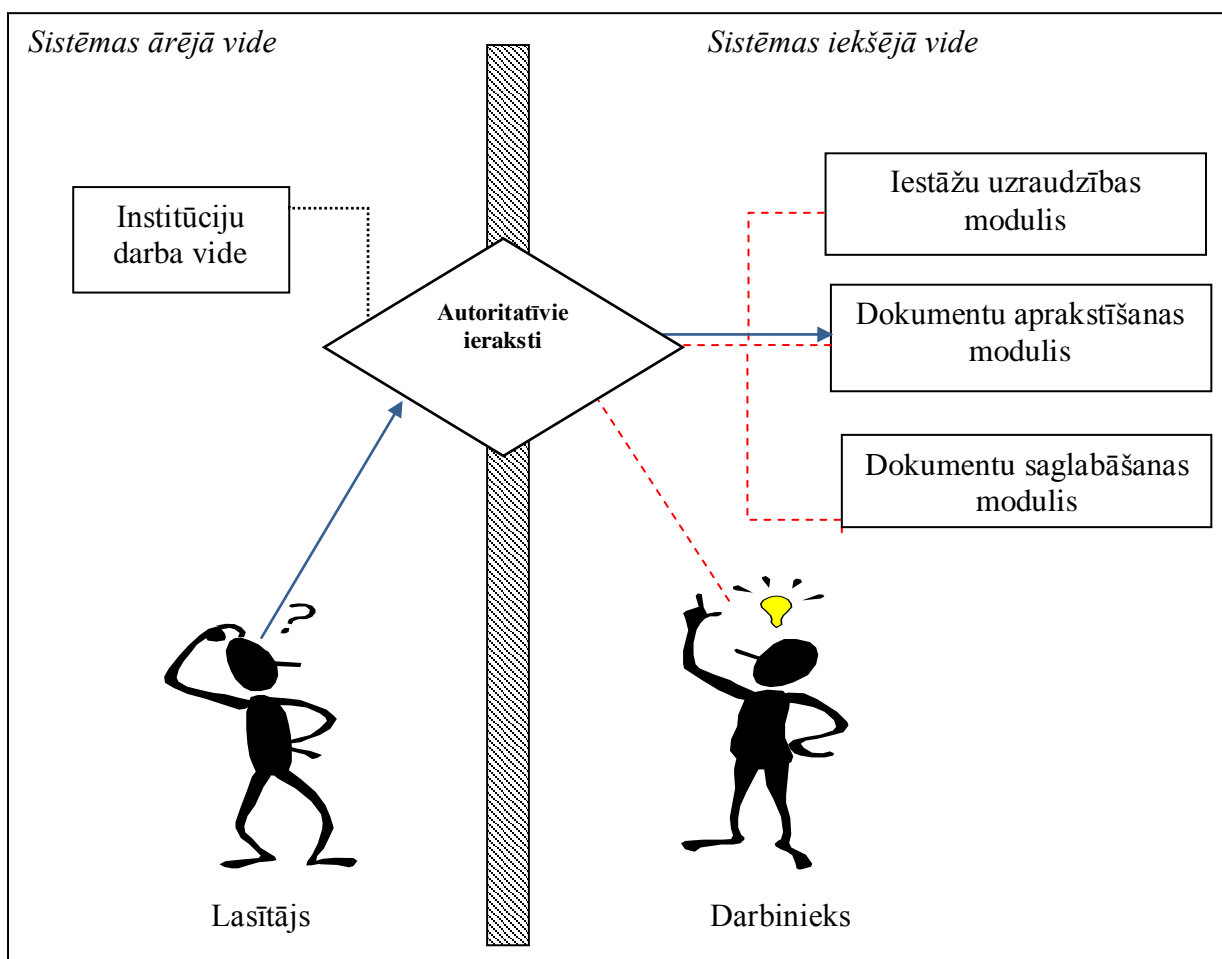 Sistēmas ārējā vide
Sistēmas iekšējā vide
Institūciju
darba vide
Iestāžu uzraudzības
modulis
Autoritatīvie
ieraksti
Dokumentu aprakstīšanas
modulis
Dokumentu saglabāšanas
modulis
?
Lasītājs
Darbinieks